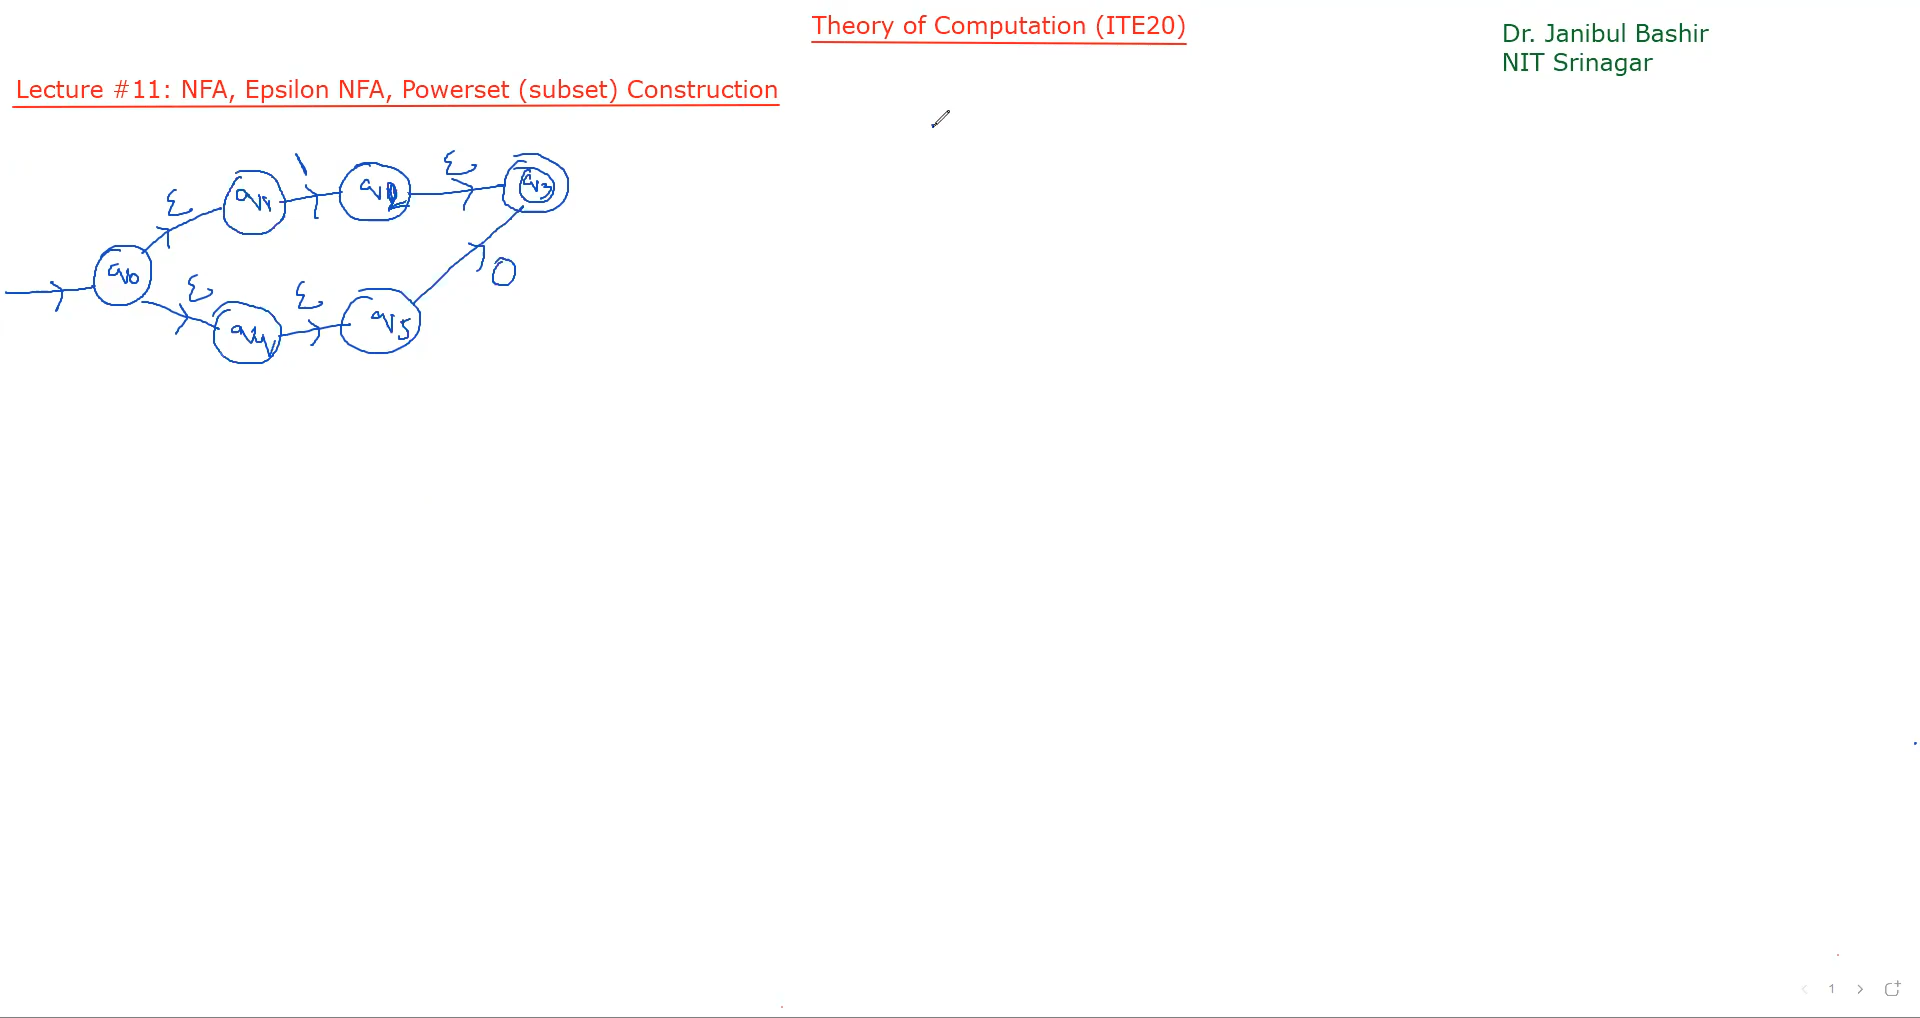 Theory of Computation (ITE20)
Dr. Janibul Bashir
NIT Srinagar
Lecture #11: NFA, Epsilon NFA, Powerset (subset) Construction
ε q1 1 q2 ε q3
q0
0
ε q4 ε q5
1